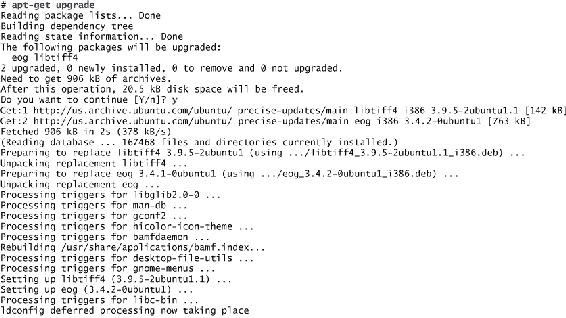 # apt-get upgrade
Reading package lists... Done
Building dependency tree
Reading state information... Done
The following packages will be upgraded:
  eog libtiff4
2 upgraded, 0 newly installed, 0 to remove and 0 not upgraded.
Need to get 906 kB of archives.
After this operation, 20.5 kB disk space will be freed.
Do you want to continue [Y/n]? y
Get:1 http://us.archive.ubuntu.com/ubuntu/ precise-updates/main libtiff4 i386 3.9.5-2ubuntu1.1 [142 kB]
Get:2 http://us.archive.ubuntu.com/ubuntu/ precise-updates/main eog i386 3.4.2-0ubuntu1 [763 kB]
Fetched 906 kB in 2s (378 kB/s)
(Reading database ... 167468 files and directories currently installed.)
Preparing to replace libtiff4 3.9.5-2ubuntu1 (using .../libtiff4_3.9.5-2ubuntu1.1_i386.deb) ...
Unpacking replacement libtiff4 ...
Preparing to replace eog 3.4.1-0ubuntu1 (using .../eog_3.4.2-0ubuntu1_i386.deb) ...
Unpacking replacement eog ...
Processing triggers for libglib2.0-0 ...
Processing triggers for man-db ...
Processing triggers for gconf2 ...
Processing triggers for hicolor-icon-theme ...
Processing triggers for bamfdaemon ...
Rebuilding /usr/share/applications/bamf.index...
Processing triggers for desktop-file-utils ...
Processing triggers for gnome-menus ...
Setting up libtiff4 (3.9.5-2ubuntu1.1) ...
Setting up eog (3.4.2-0ubuntu1) ...
Processing triggers for libc-bin ...
ldconfig deferred processing now taking place